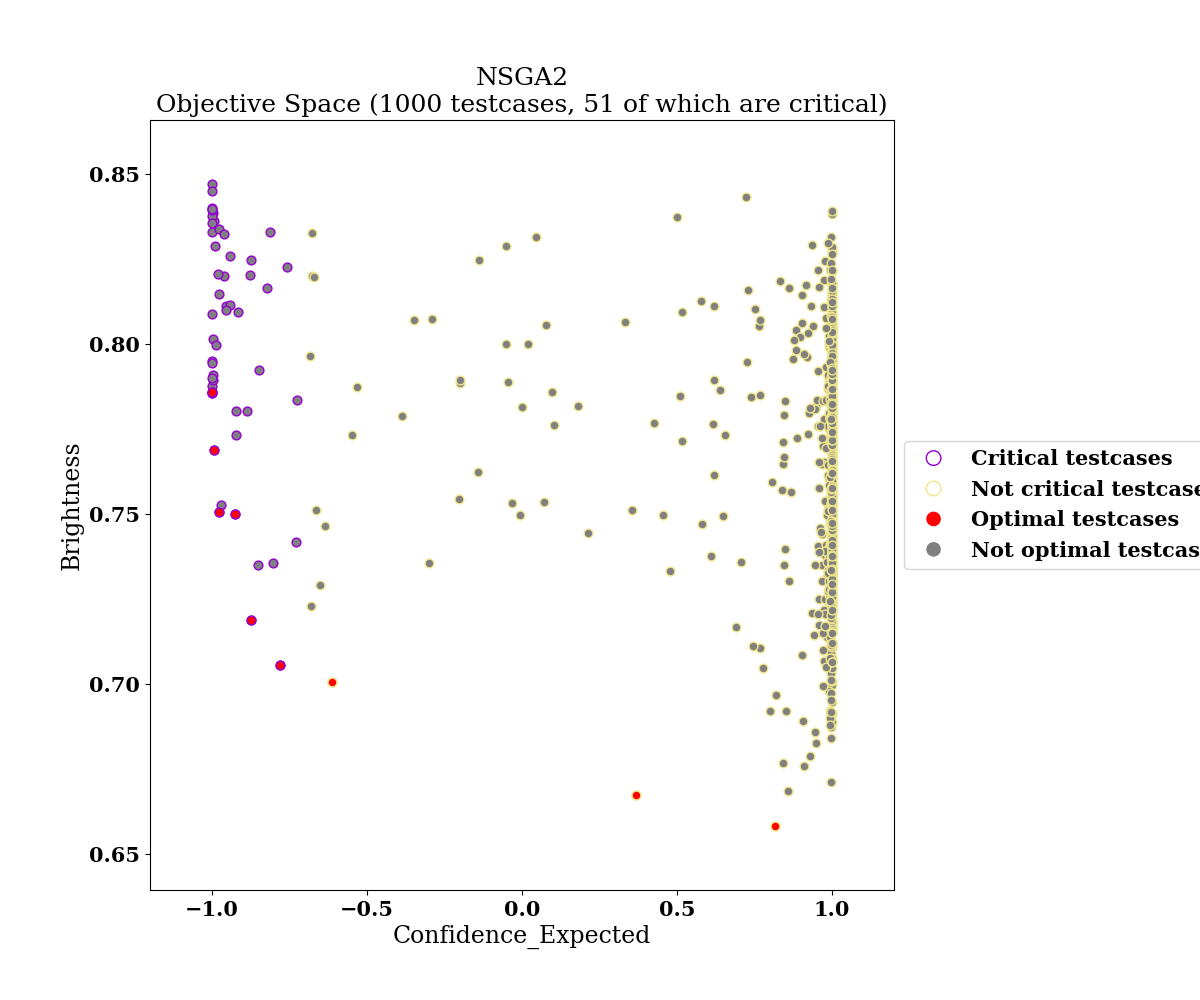 NSGA2
Objective Space (1000 testcases, 51 of which are critical)
0.85
0.80
0.75
0.70
0.65
Brightness
−1.0 −0.5 0.0 0.5 1.0
Confidence_Expected
Critical testcases
Not critical testcase
Optimal testcases
Not optimal testcas